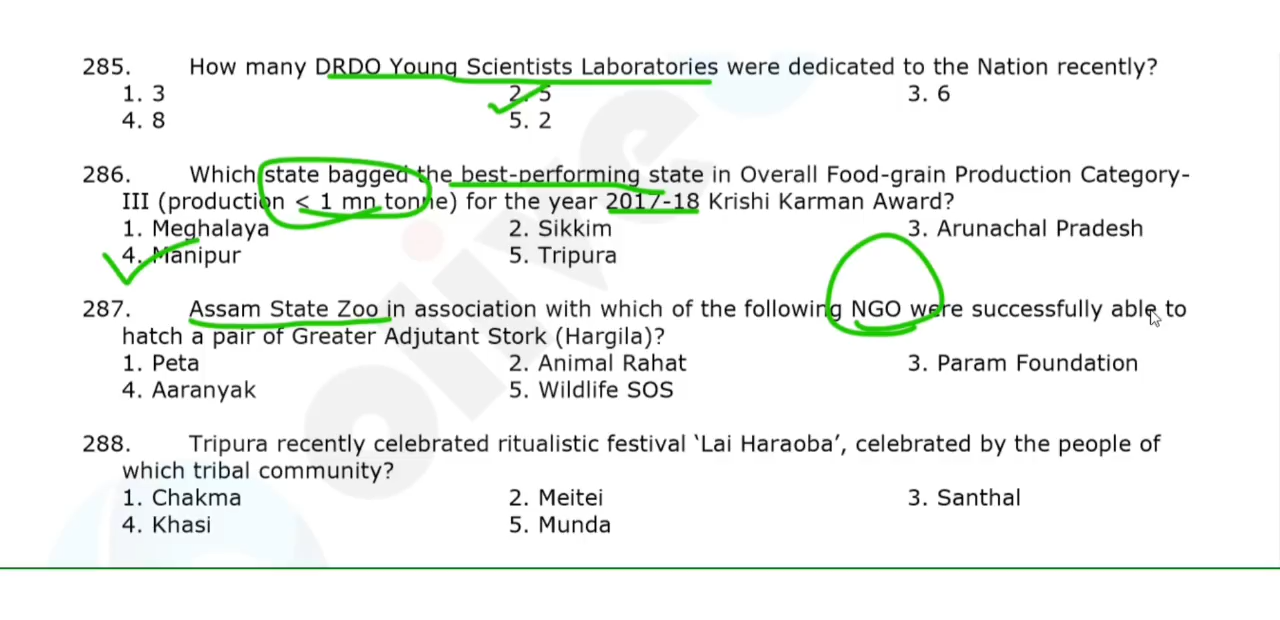 285. How many DRDO Young Scientists Laboratories were dedicated to the Nation recently?
1. 3 2. 5 3. 6
4. 8 5. 2
286. Which state bagged the best-performing state in Overall Food-grain Production Category-
III (production < 1 mn tonne) for the year 2017-18 Krishi Karman Award?
1. Meghalaya 2. Sikkim 3. Arunachal Pradesh
4. Manipur 5. Tripura
287. Assam State Zoo in association with which of the following NGO were successfully able to
hatch a pair of Greater Adjutant Stork (Hargila)?
1. Peta 2. Animal Rahat 3. Param Foundation
4. Aaranyak 5. Wildlife SOS
288. Tripura recently celebrated ritualistic festival ‘Lai Haraoba’, celebrated by the people of
which tribal community?
1. Chakma 2. Meitei 3. Santhal
4. Khasi 5. Munda
olive